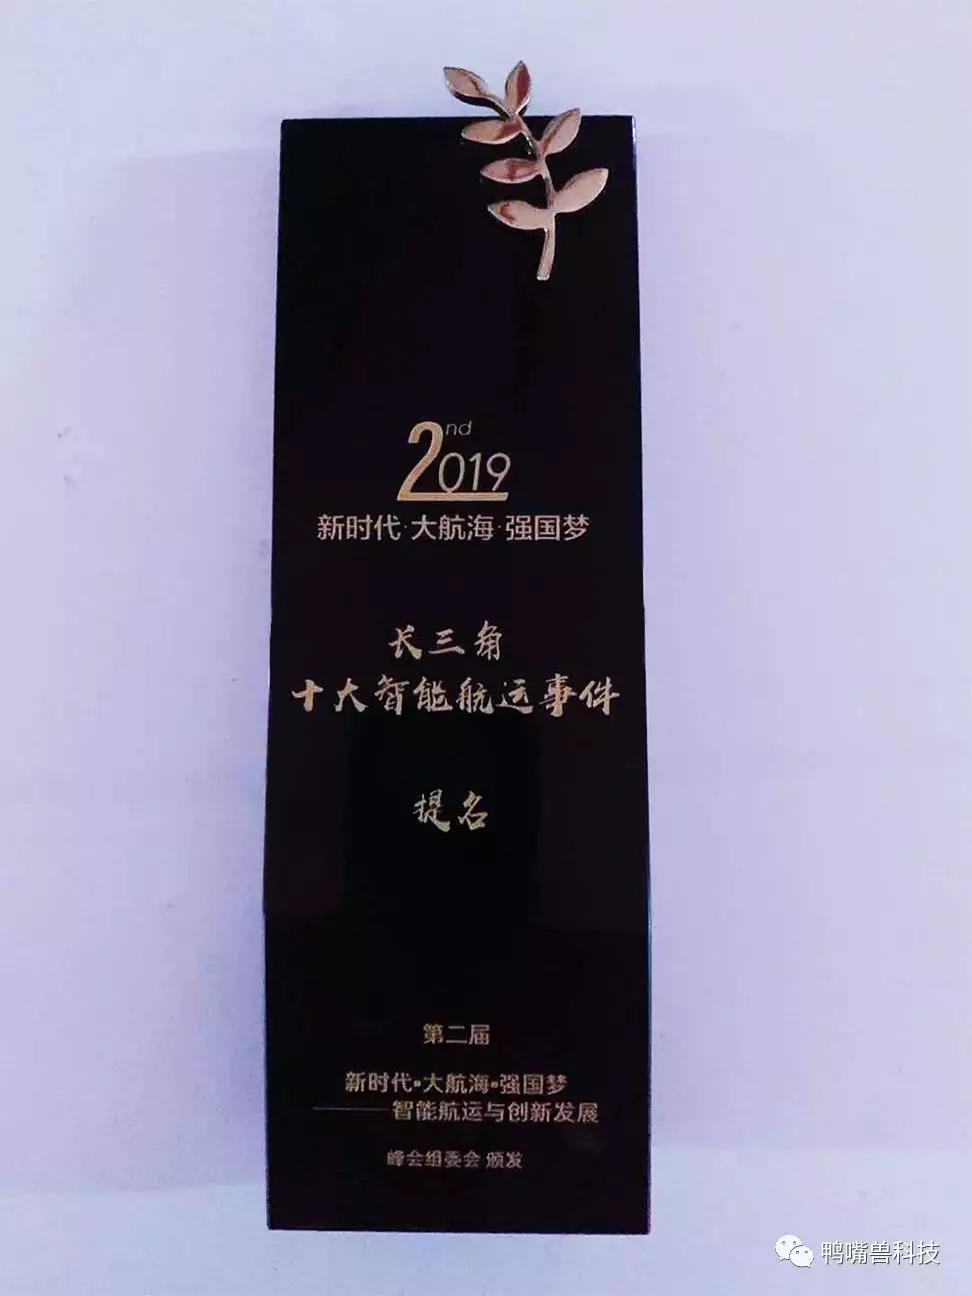 2nd
2019
新时代·大航海·强国梦
长三角
十大智能航运事件
提名
第二届
新时代•大航海•强国梦
———智能航运与创新发展
峰会组委会 颁发
鸭嘴兽科技